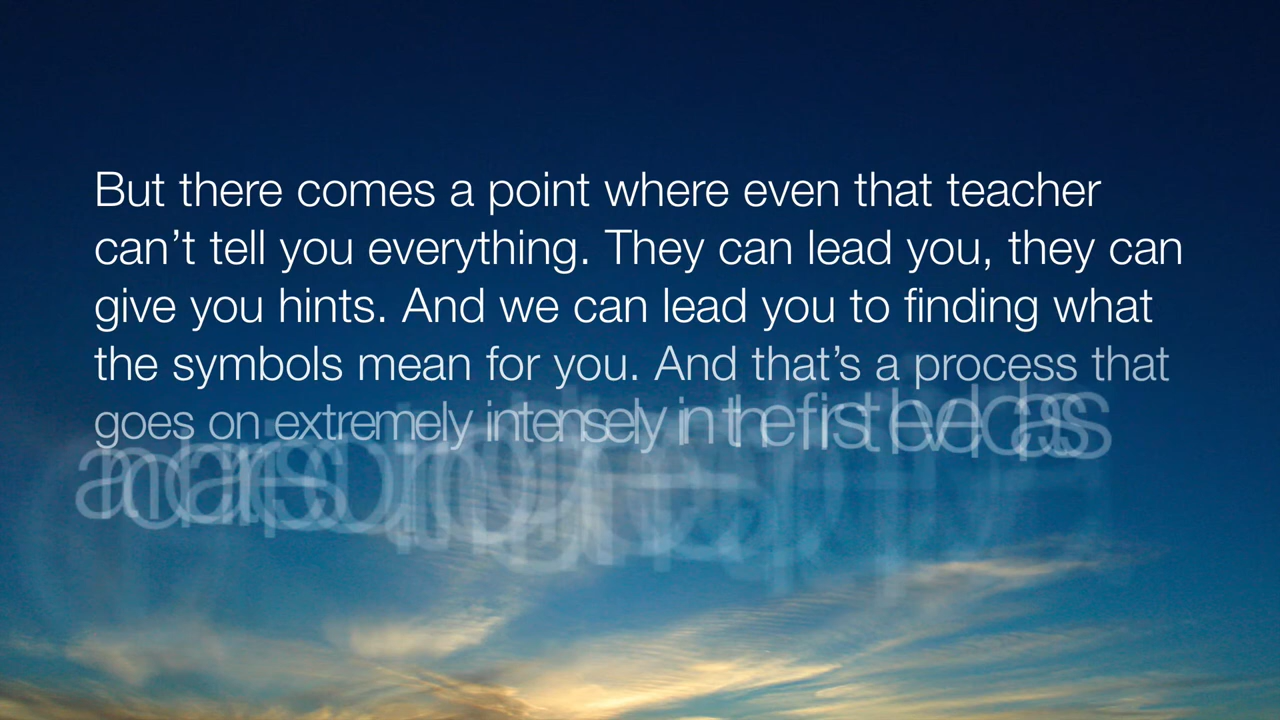 But there comes a point where even that teacher
can’t tell you everything. They can lead you, they can
give you hints. And we can lead you to finding what
the symbols mean for you. And that’s a process that
goes on extremely intensely in the first